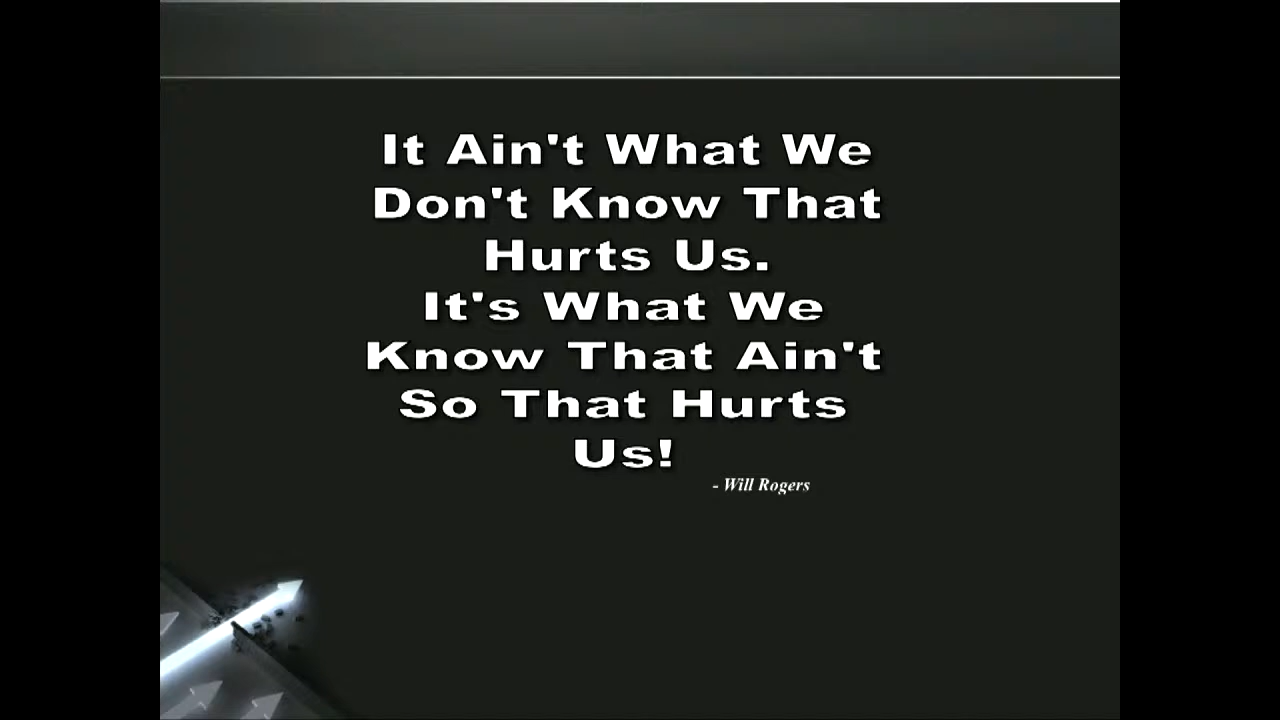 It Ain't What We
Don't Know That
Hurts Us.
It's What We
Know That Ain't
So That Hurts
Us!
- Will Rogers